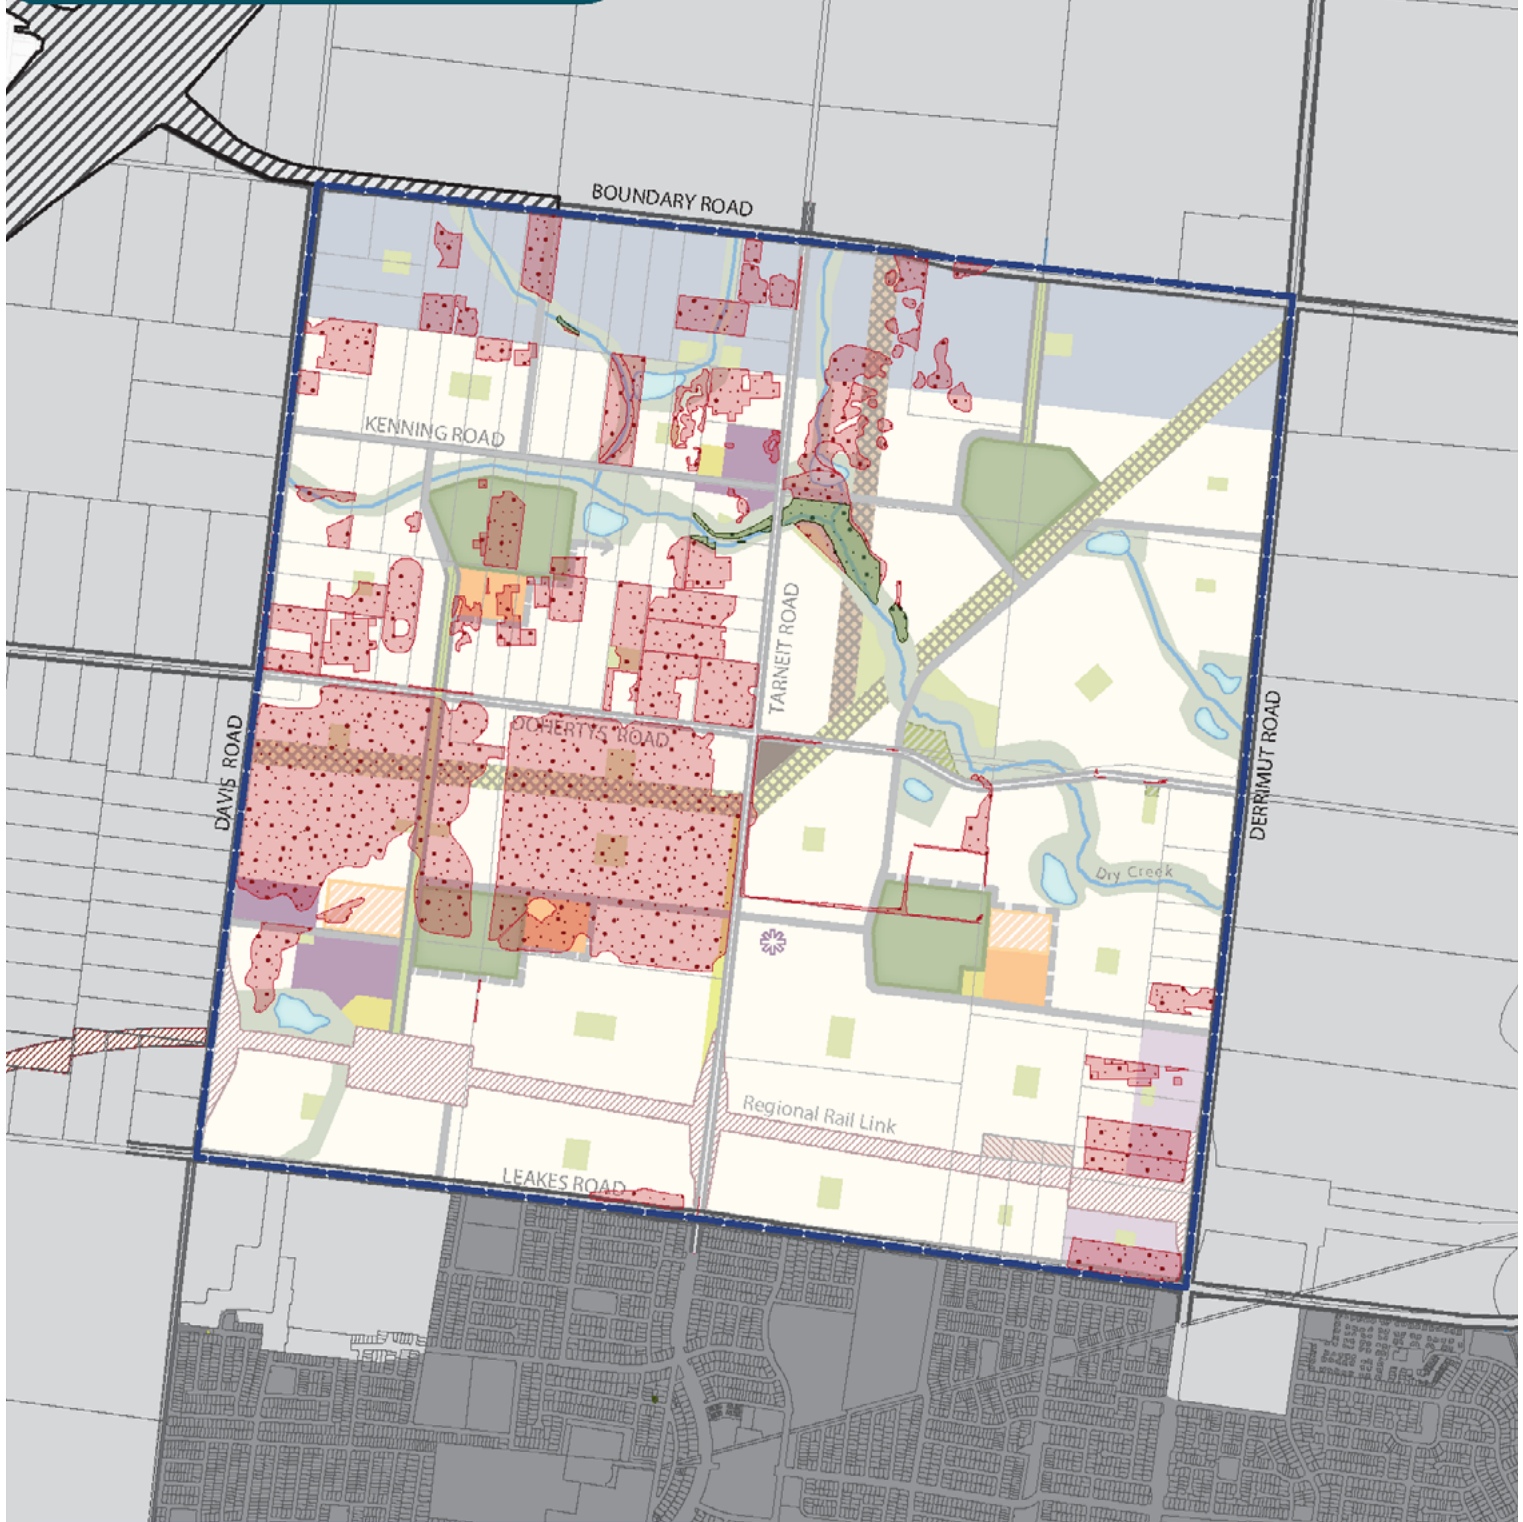 BOUNDARY ROAD
KENNING ROAD
TARNEIT ROAD
DOHERTYS ROAD
DAVIS ROAD
DERRIMUT ROAD
Dry Creek
Regional Rail Link
LEAKES ROAD